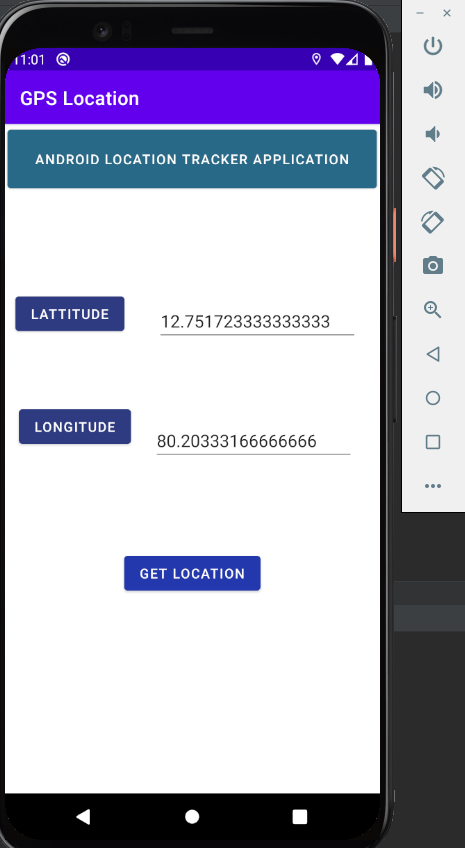 11:01
GPS Location
ANDROID LOCATION TRACKER APPLICATION
LATTITUDE
12.751723333333333
LONGITUDE
80.20333166666666
GET LOCATION